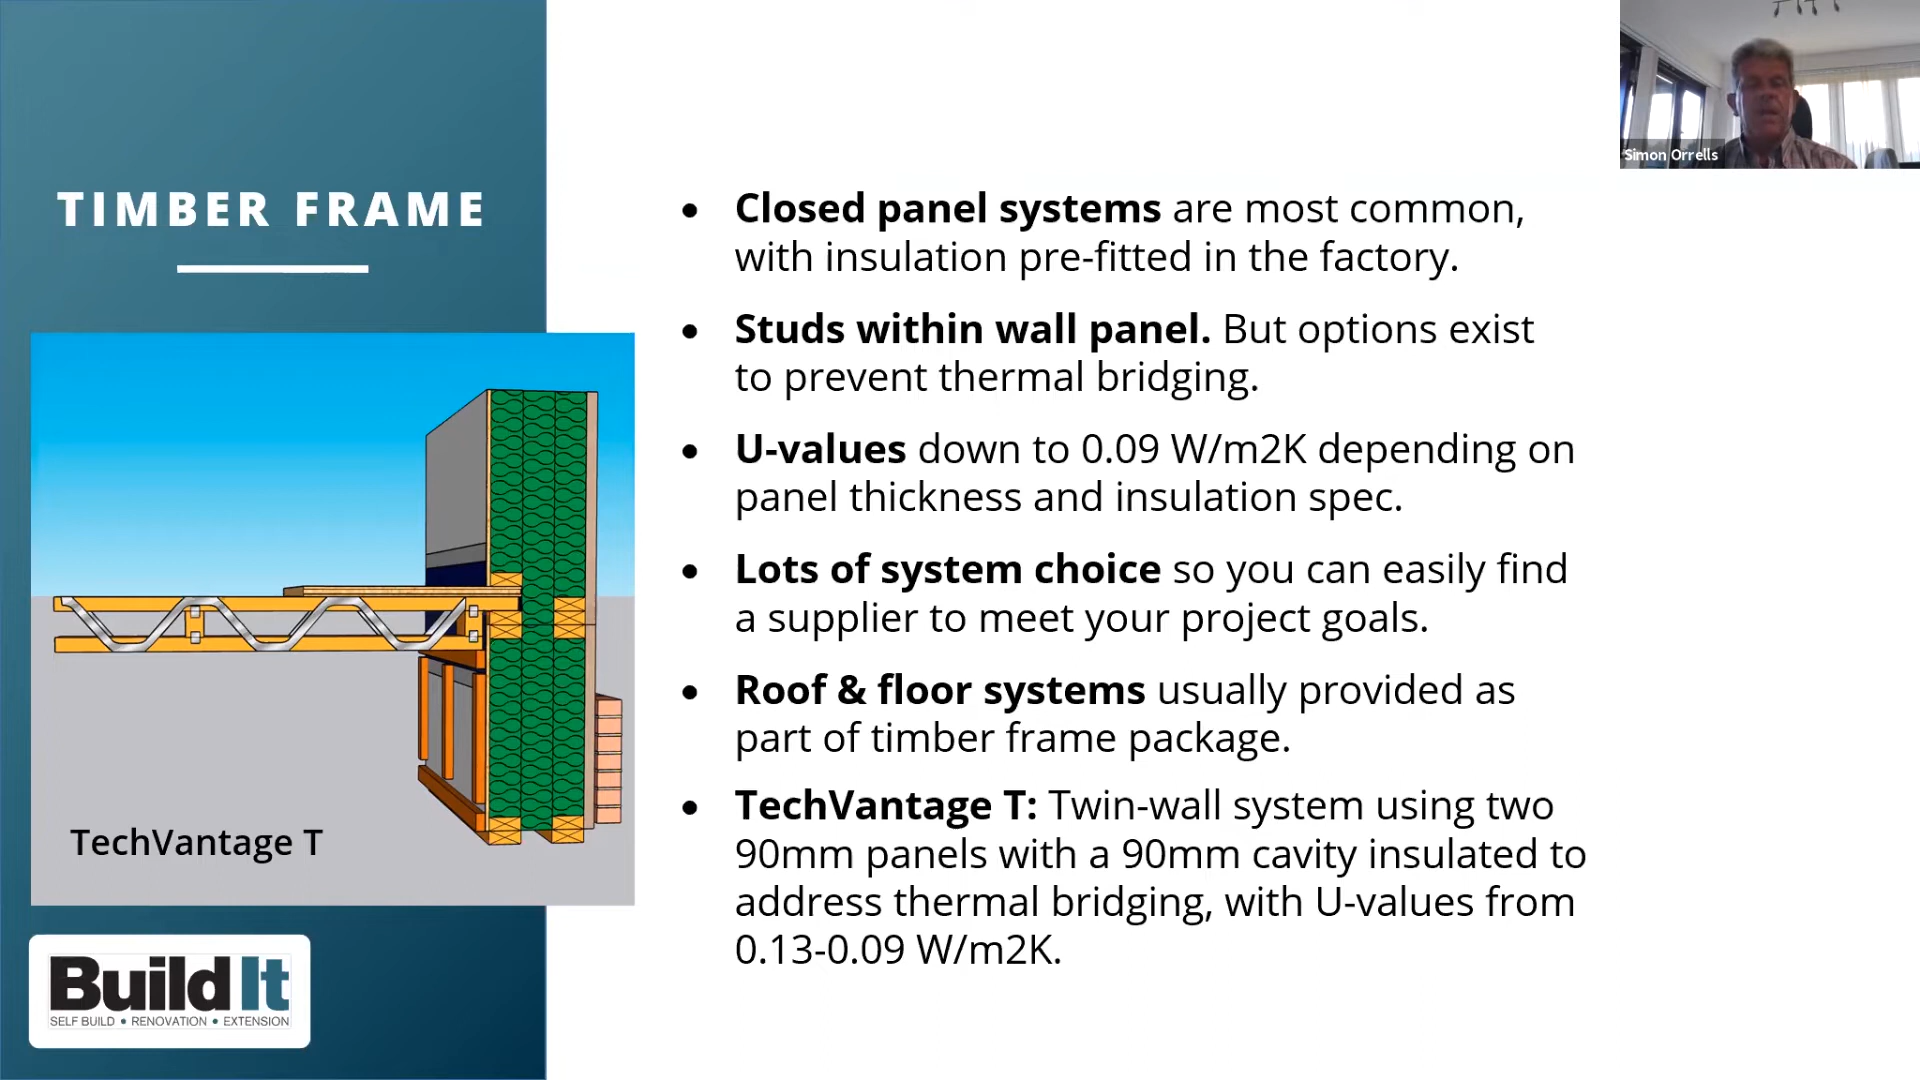 Simon Orrells
TIMBER FRAME
• Closed panel systems are most common,
with insulation pre-fitted in the factory.
• Studs within wall panel. But options exist
to prevent thermal bridging.
• U-values down to 0.09 W/m2K depending on
panel thickness and insulation spec.
• Lots of system choice so you can easily find
a supplier to meet your project goals.
• Roof & floor systems usually provided as
part of timber frame package.
• TechVantage T: Twin-wall system using two
90mm panels with a 90mm cavity insulated to
address thermal bridging, with U-values from
0.13-0.09 W/m2K.
TechVantage T
Build It
SELF BUILD • RENOVATION • EXTENSION